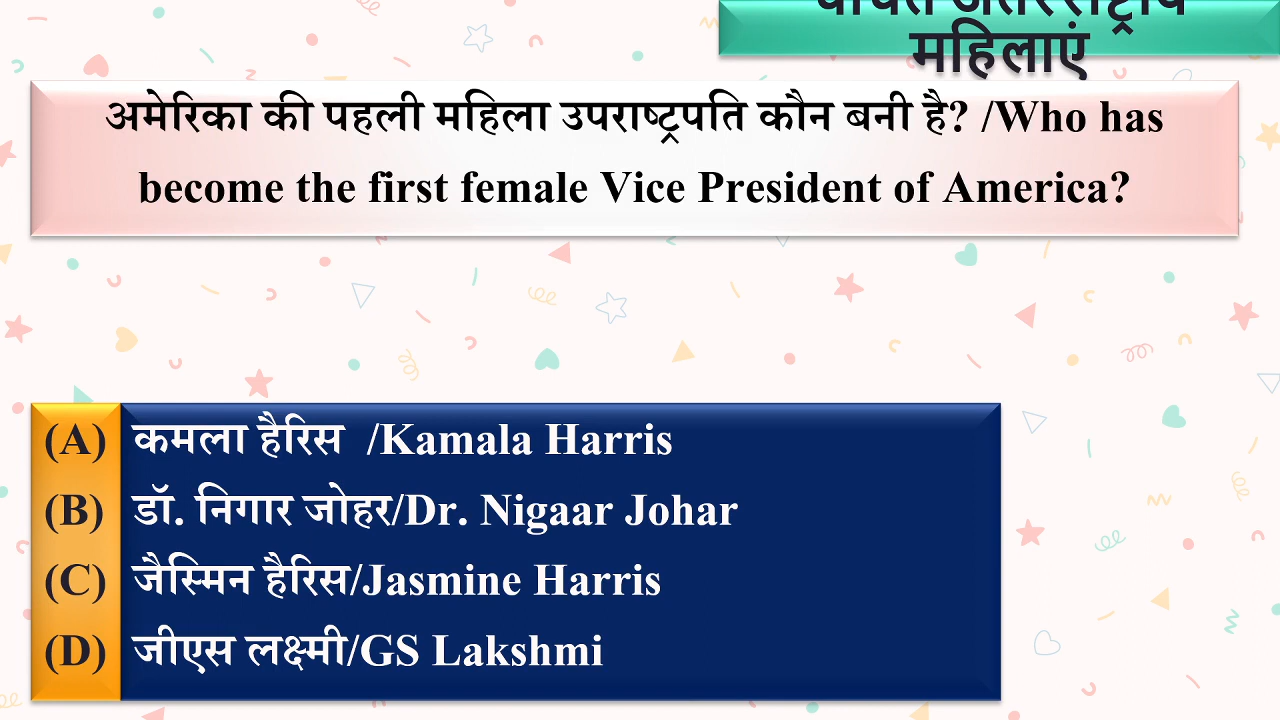 महिलाएं
अमेरिका की पहली महिला उपराष्ट्रपति कौन बनी है? /Who has
become the first female Vice President of America?
(A) कमला हैरिस /Kamala Harris
(B) डॉ. निगार जोहर/Dr. Nigaar Johar
(C) जैस्मिन हैरिस/Jasmine Harris
(D) जीएस लक्ष्मी/GS Lakshmi